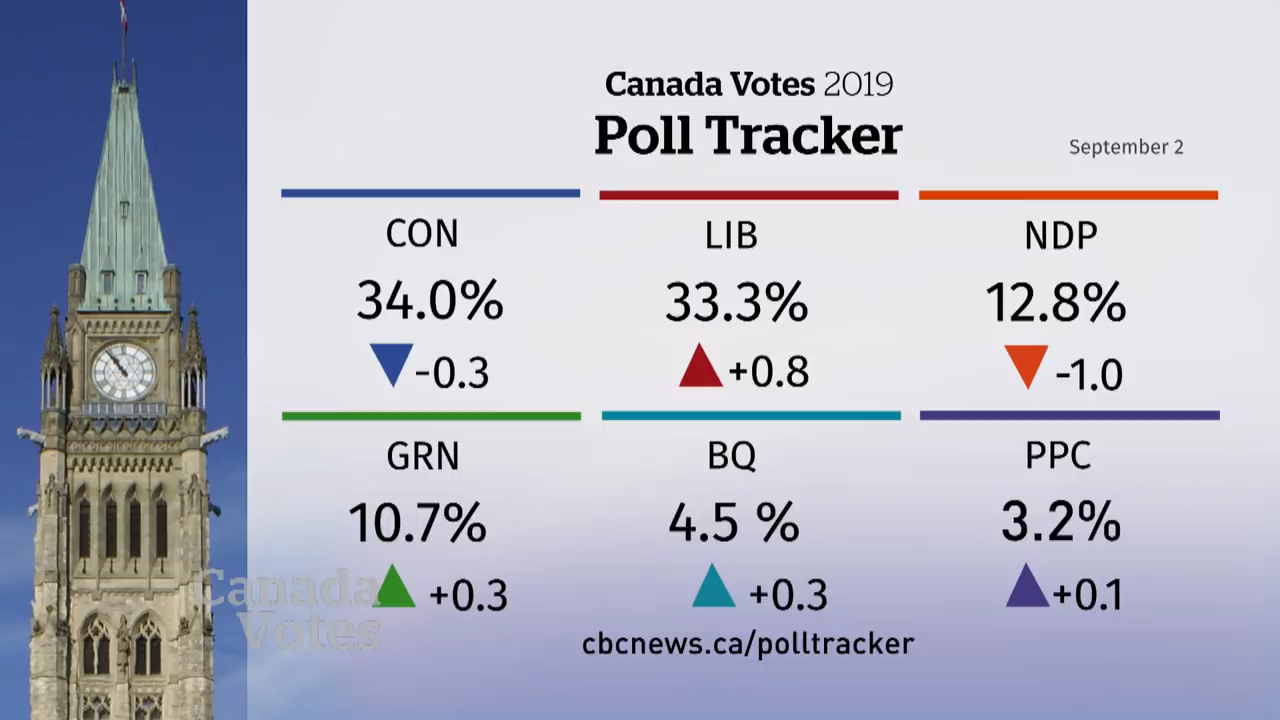 Canada Votes 2019
Poll Tracker
September 2
CON
34.0%
-0.3
LIB
33.3%
+0.8
NDP
12.8%
-1.0
GRN
10.7%
+0.3
BQ
4.5 %
+0.3
PPC
3.2%
+0.1
Canada
Votes
cbcnews.ca/polltracker